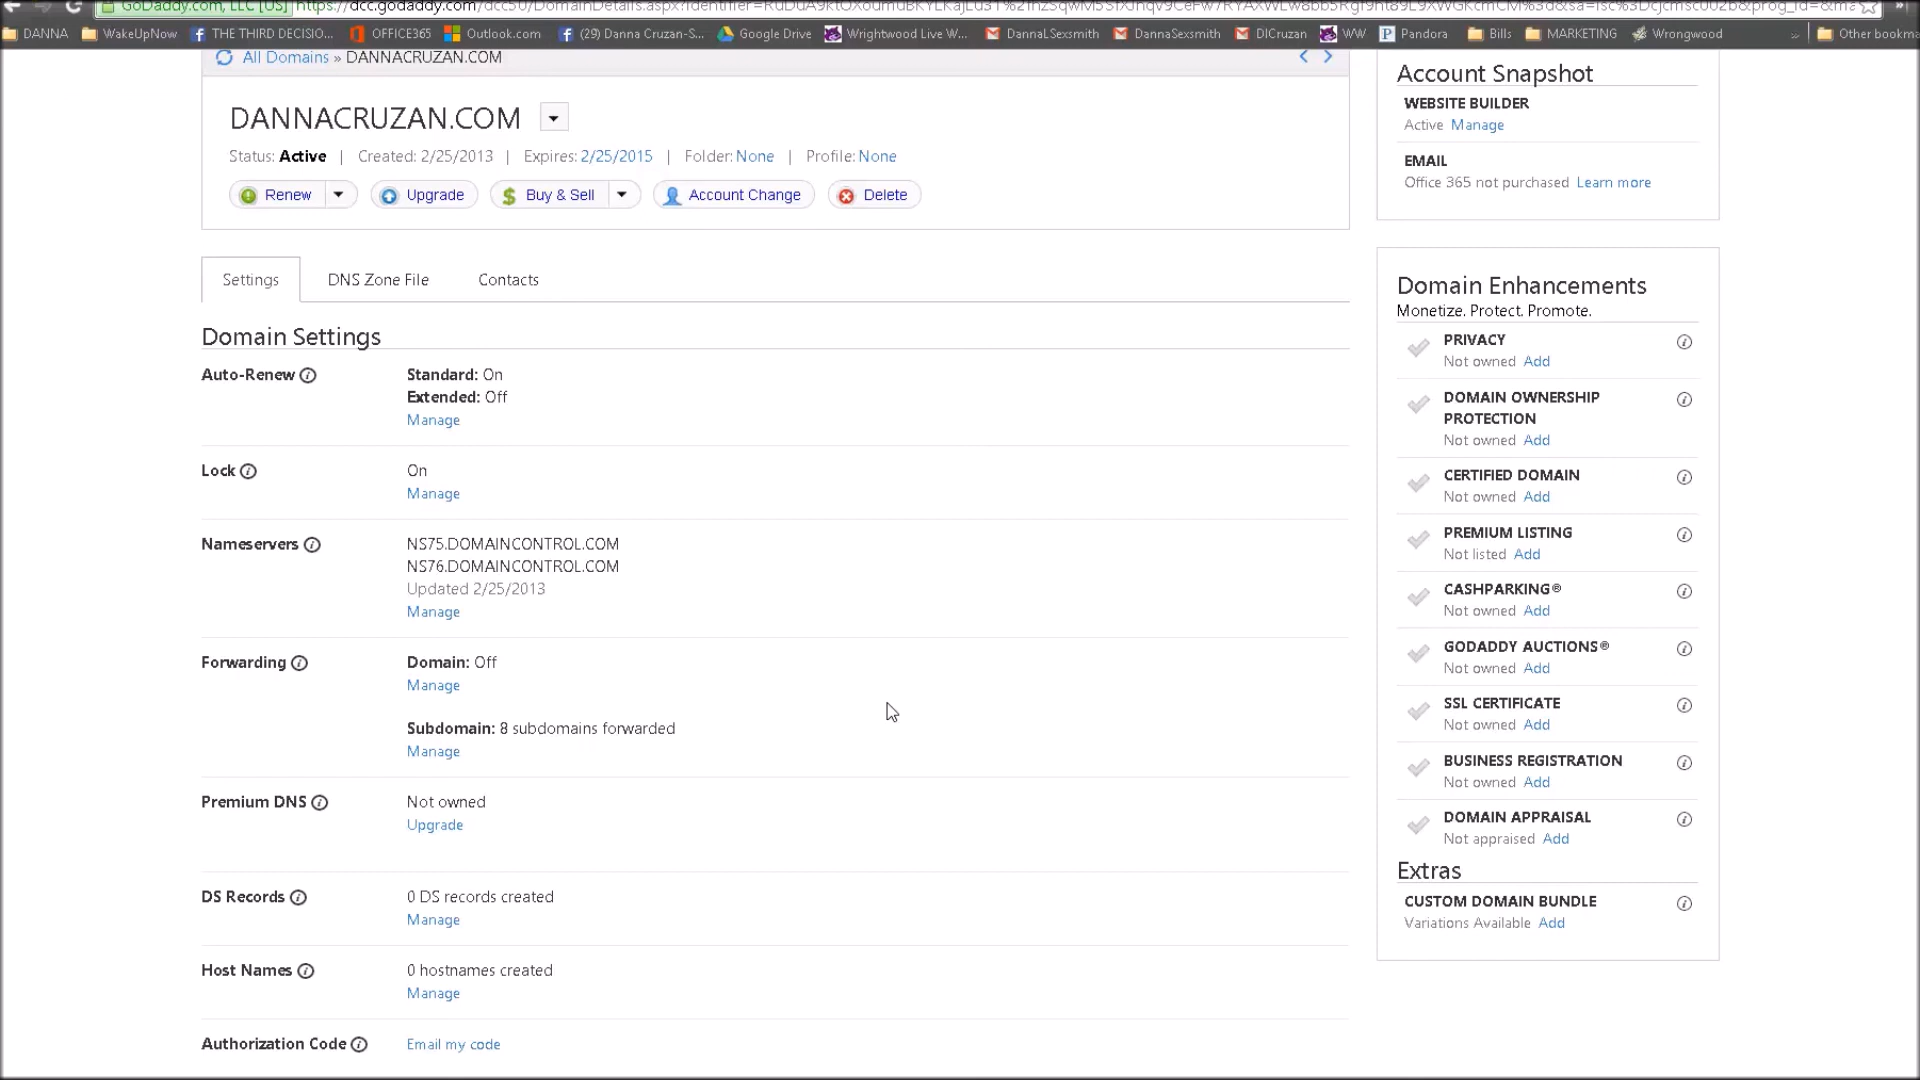 GoDaddy.com, LLC [US]
DANNA WakeUpNow THE THIRD DECISIO... OFFICE365 Outlook.com (29) Danna Cruzan-S... Google Drive Wrightwood Live W... DannaLSexsmith DannaSexsmith DlCruzan WW Pandora Bills MARKETING Wrongwood » Other bookma
All Domains » DANNACRUZAN.COM
DANNACRUZAN.COM
Status: Active | Created: 2/25/2013 | Expires: 2/25/2015 | Folder: None | Profile: None
Renew Upgrade Buy & Sell Account Change Delete
Settings DNS Zone File Contacts
Domain Settings
Auto-Renew Standard: On
Extended: Off
Manage
Lock On
Manage
Nameservers NS75.DOMAINCONTROL.COM
NS76.DOMAINCONTROL.COM
Updated 2/25/2013
Manage
Forwarding Domain: Off
Manage
Subdomain: 8 subdomains forwarded
Manage
Premium DNS Not owned
Upgrade
DS Records 0 DS records created
Manage
Host Names 0 hostnames created
Manage
Authorization Code Email my code
Account Snapshot
WEBSITE BUILDER
Active Manage
EMAIL
Office 365 not purchased Learn more
Domain Enhancements
Monetize. Protect. Promote.
PRIVACY
Not owned Add
DOMAIN OWNERSHIP
PROTECTION
Not owned Add
CERTIFIED DOMAIN
Not owned Add
PREMIUM LISTING
Not listed Add
CASHPARKING®
Not owned Add
GODADDY AUCTIONS®
Not owned Add
SSL CERTIFICATE
Not owned Add
BUSINESS REGISTRATION
Not owned Add
DOMAIN APPRAISAL
Not appraised Add
Extras
CUSTOM DOMAIN BUNDLE
Variations Available Add